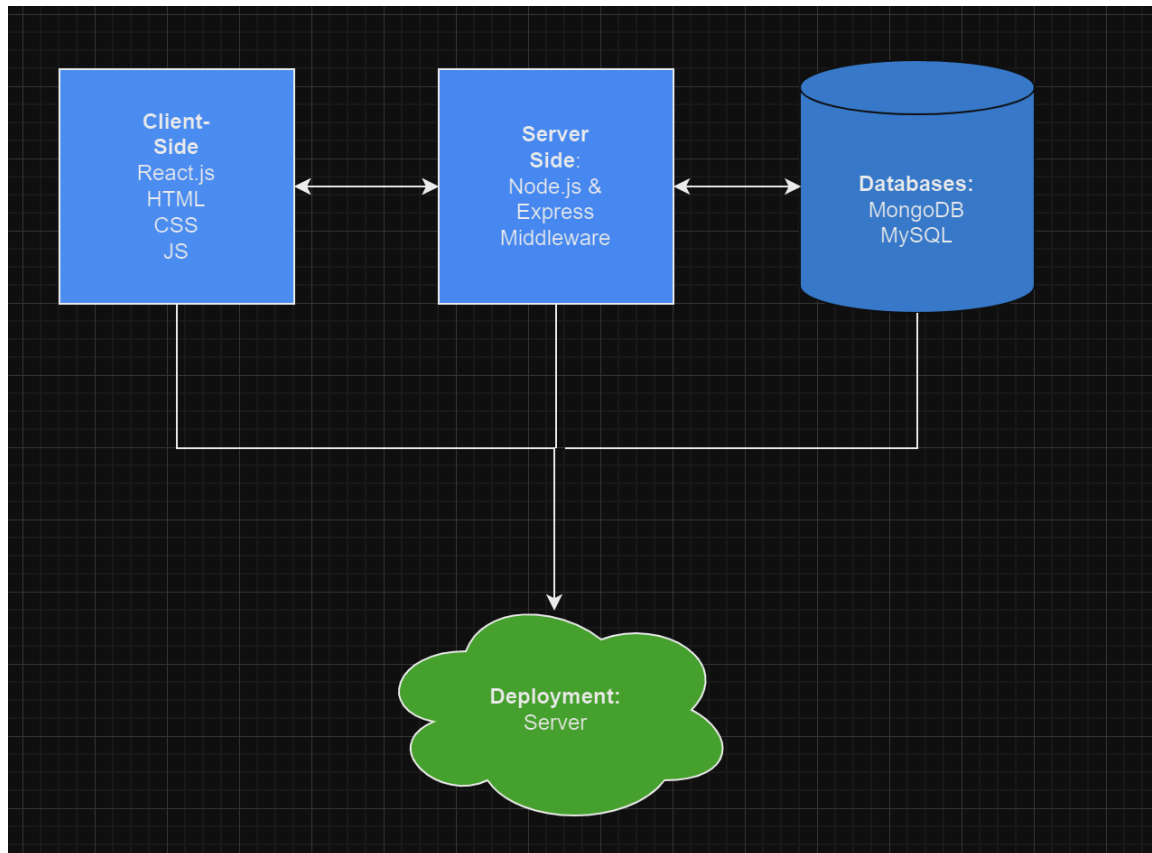 Client-
Side
React.js
HTML
CSS
JS
Server
Side:
Node.js &
Express
Middleware
Databases:
MongoDB
MySQL
Deployment:
Server